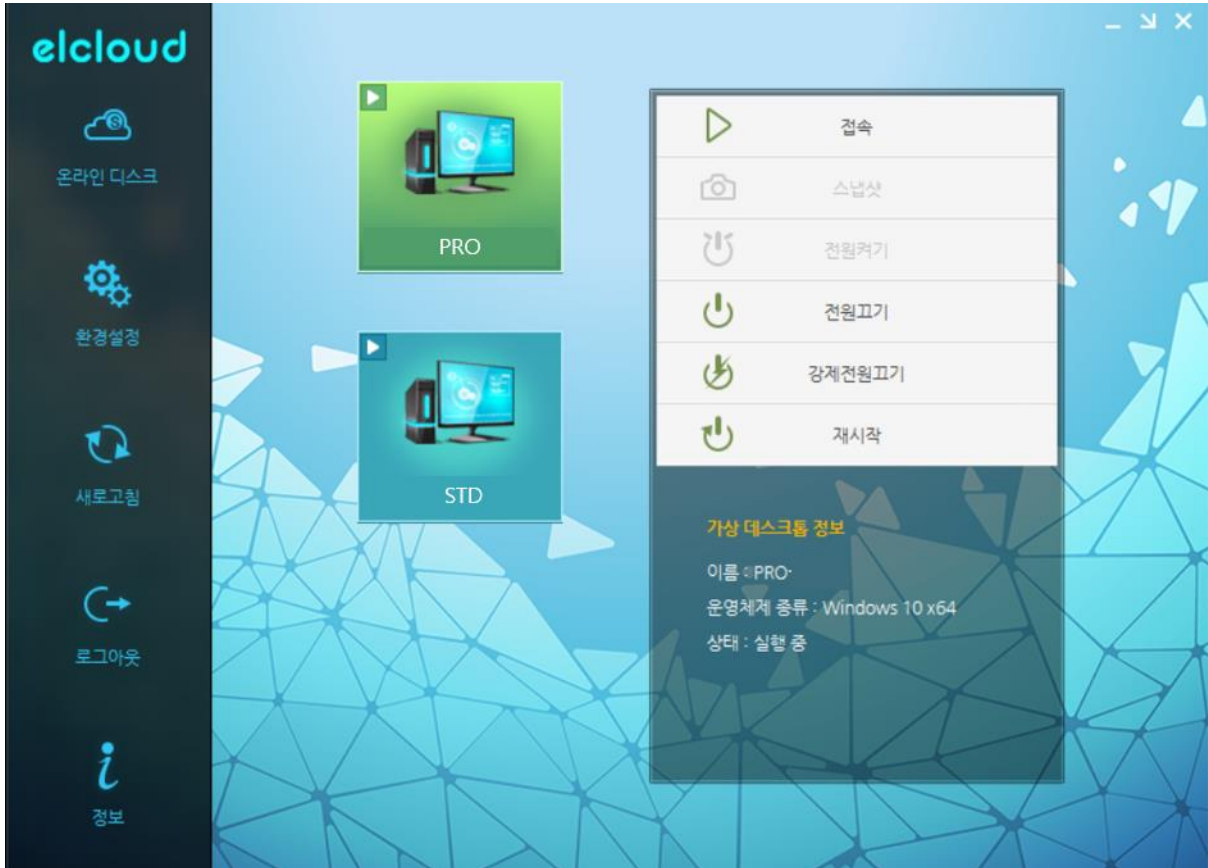 elcloud
온라인 디스크
환경설정
새로고침
로그아웃
정보
PRO
STD
접속
스냅샷
전원켜기
전원끄기
강제전원끄기
재시작
가상 데스크톱 정보
이름 : PRO
운영체제 종류 : Windows 10 x64
상태 : 실행 중